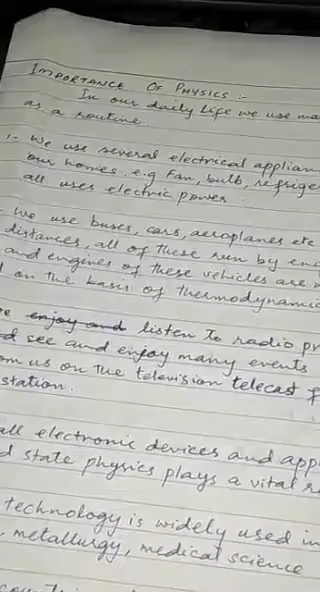 IMPORTANCE OF PHYSICS :-
In our daily life we use ma
as a routine.
1- We use several electrical applian
our homes. e.g Fan, bulb, refrige
all uses electric power.
We use buses, cars, aeroplanes etc
distances, all of these run by en
and engines of these vehicles are
on the basis of thermodynamic
enjoy and listen to radio pr
d see and enjoy many events
om us on the television telecast f
station.
all electronic devices and app
d state physics plays a vital r
technology is widely used in
, metallurgy, medical science